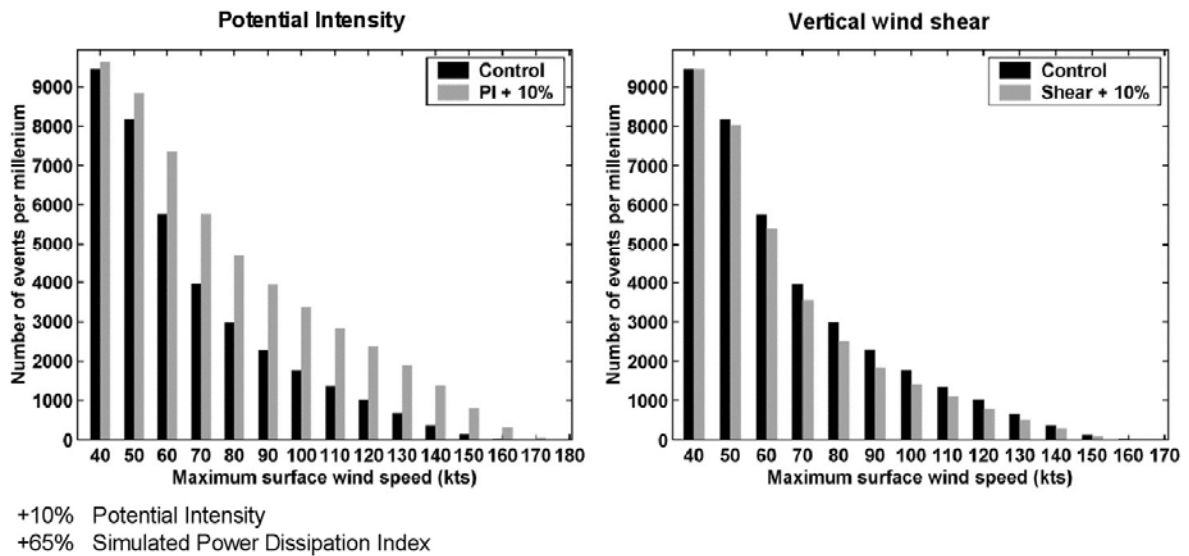 Potential Intensity
Control
PI + 10%
Number of events per millenium
9000
8000
7000
6000
5000
4000
3000
2000
1000
0
40 50 60 70 80 90 100 110 120 130 140 150 160 170 180
Maximum surface wind speed (kts)
Vertical wind shear
Control
Shear + 10%
Number of events per millenium
9000
8000
7000
6000
5000
4000
3000
2000
1000
0
40 50 60 70 80 90 100 110 120 130 140 150 160 170
Maximum surface wind speed (kts)
+10% Potential Intensity
+65% Simulated Power Dissipation Index